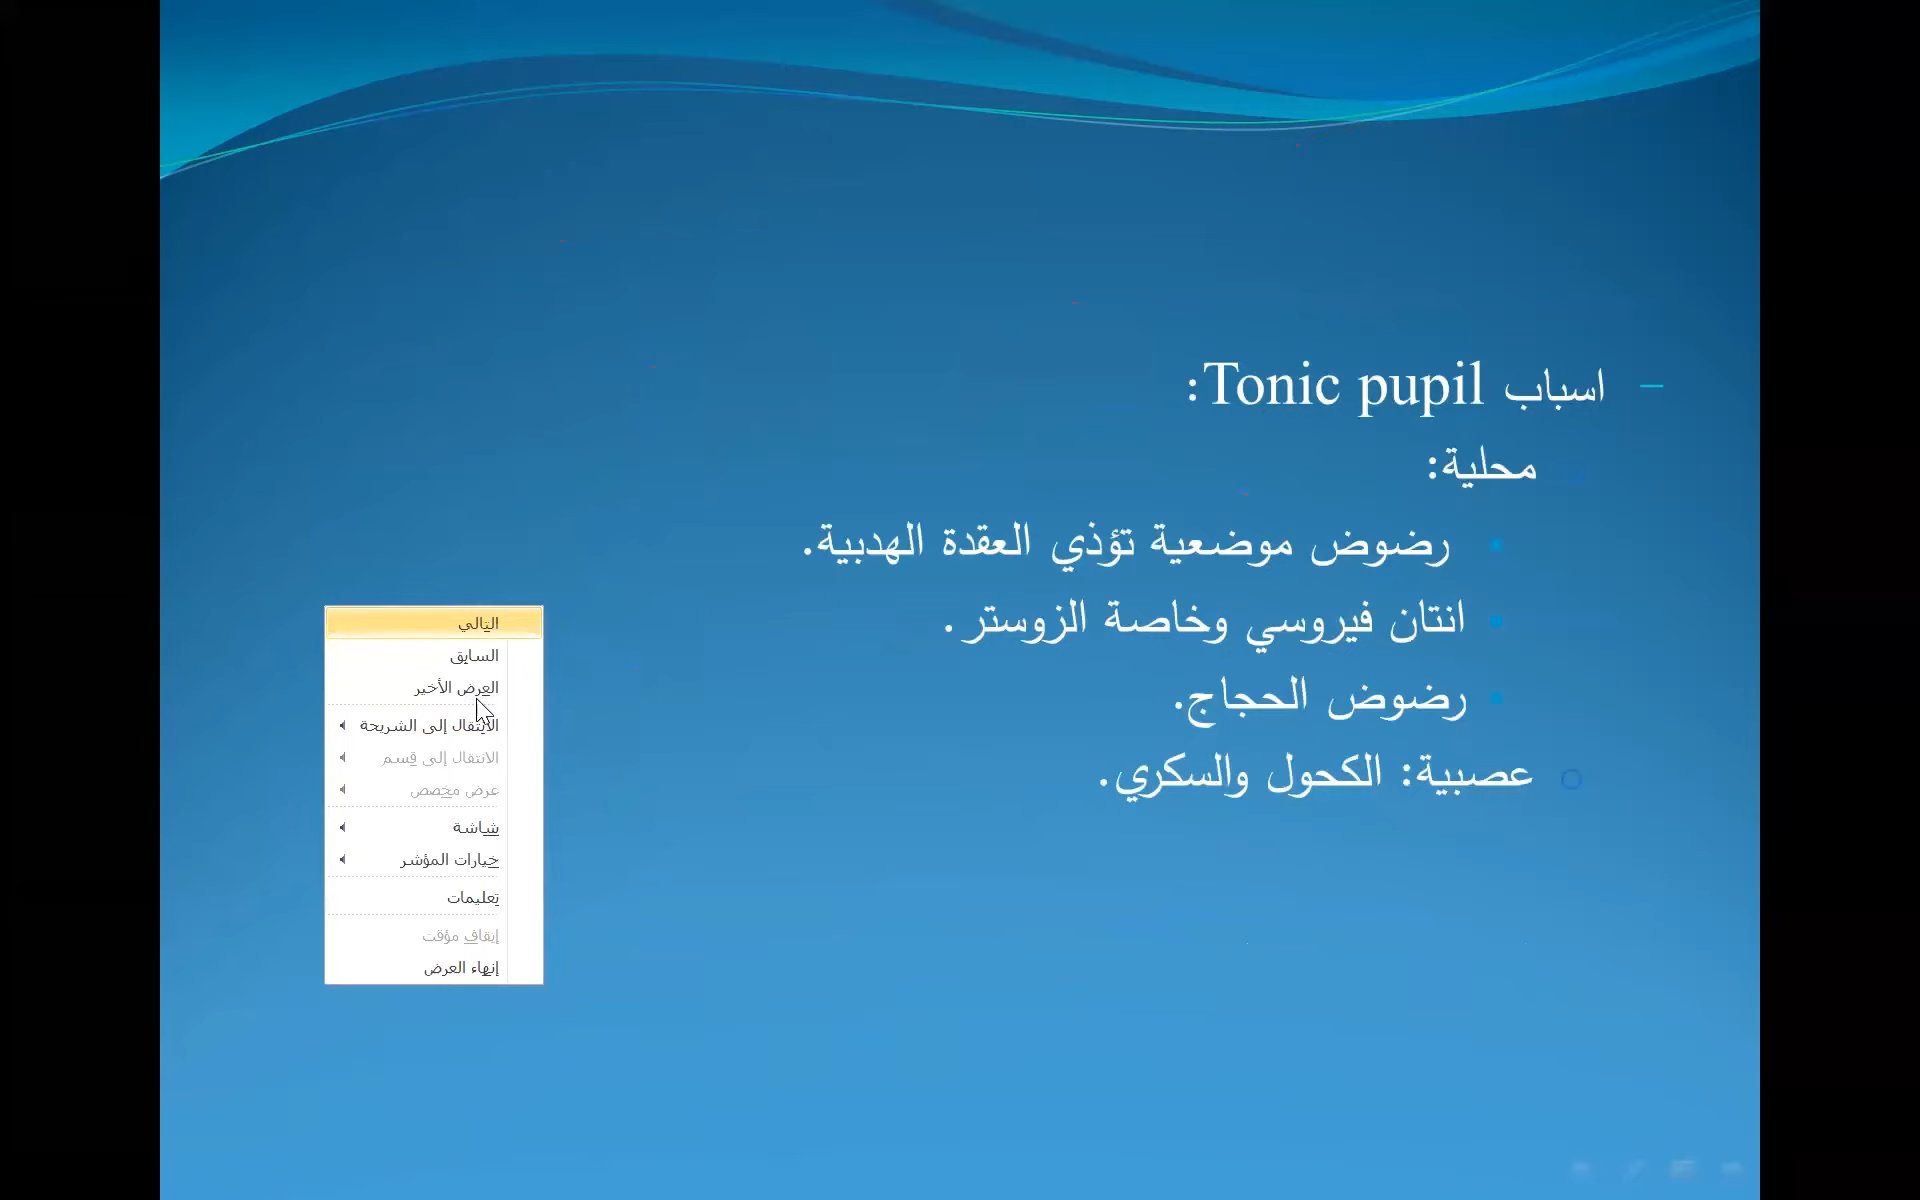 – اسباب Tonic pupil:
محلية:
• رضوض موضعية تؤذي العقدة الهدبية.
• انتان فيروسي وخاصة الزوستر.
• رضوض الحجاج.
○ عصبية: الكحول والسكري.
التالي
السابق
العرض الأخير
الانتقال إلى الشريحة
الانتقال إلى قسم
عرض مخصص
شاشة
خيارات المؤشر
تعليمات
إيقاف مؤقت
إنهاء العرض